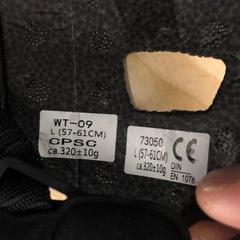 WT-09
L (57-61CM)
CPSC
ca.320±10g
73050
L (57-61CM)
ca.320±10g
CE
DIN
EN 1078